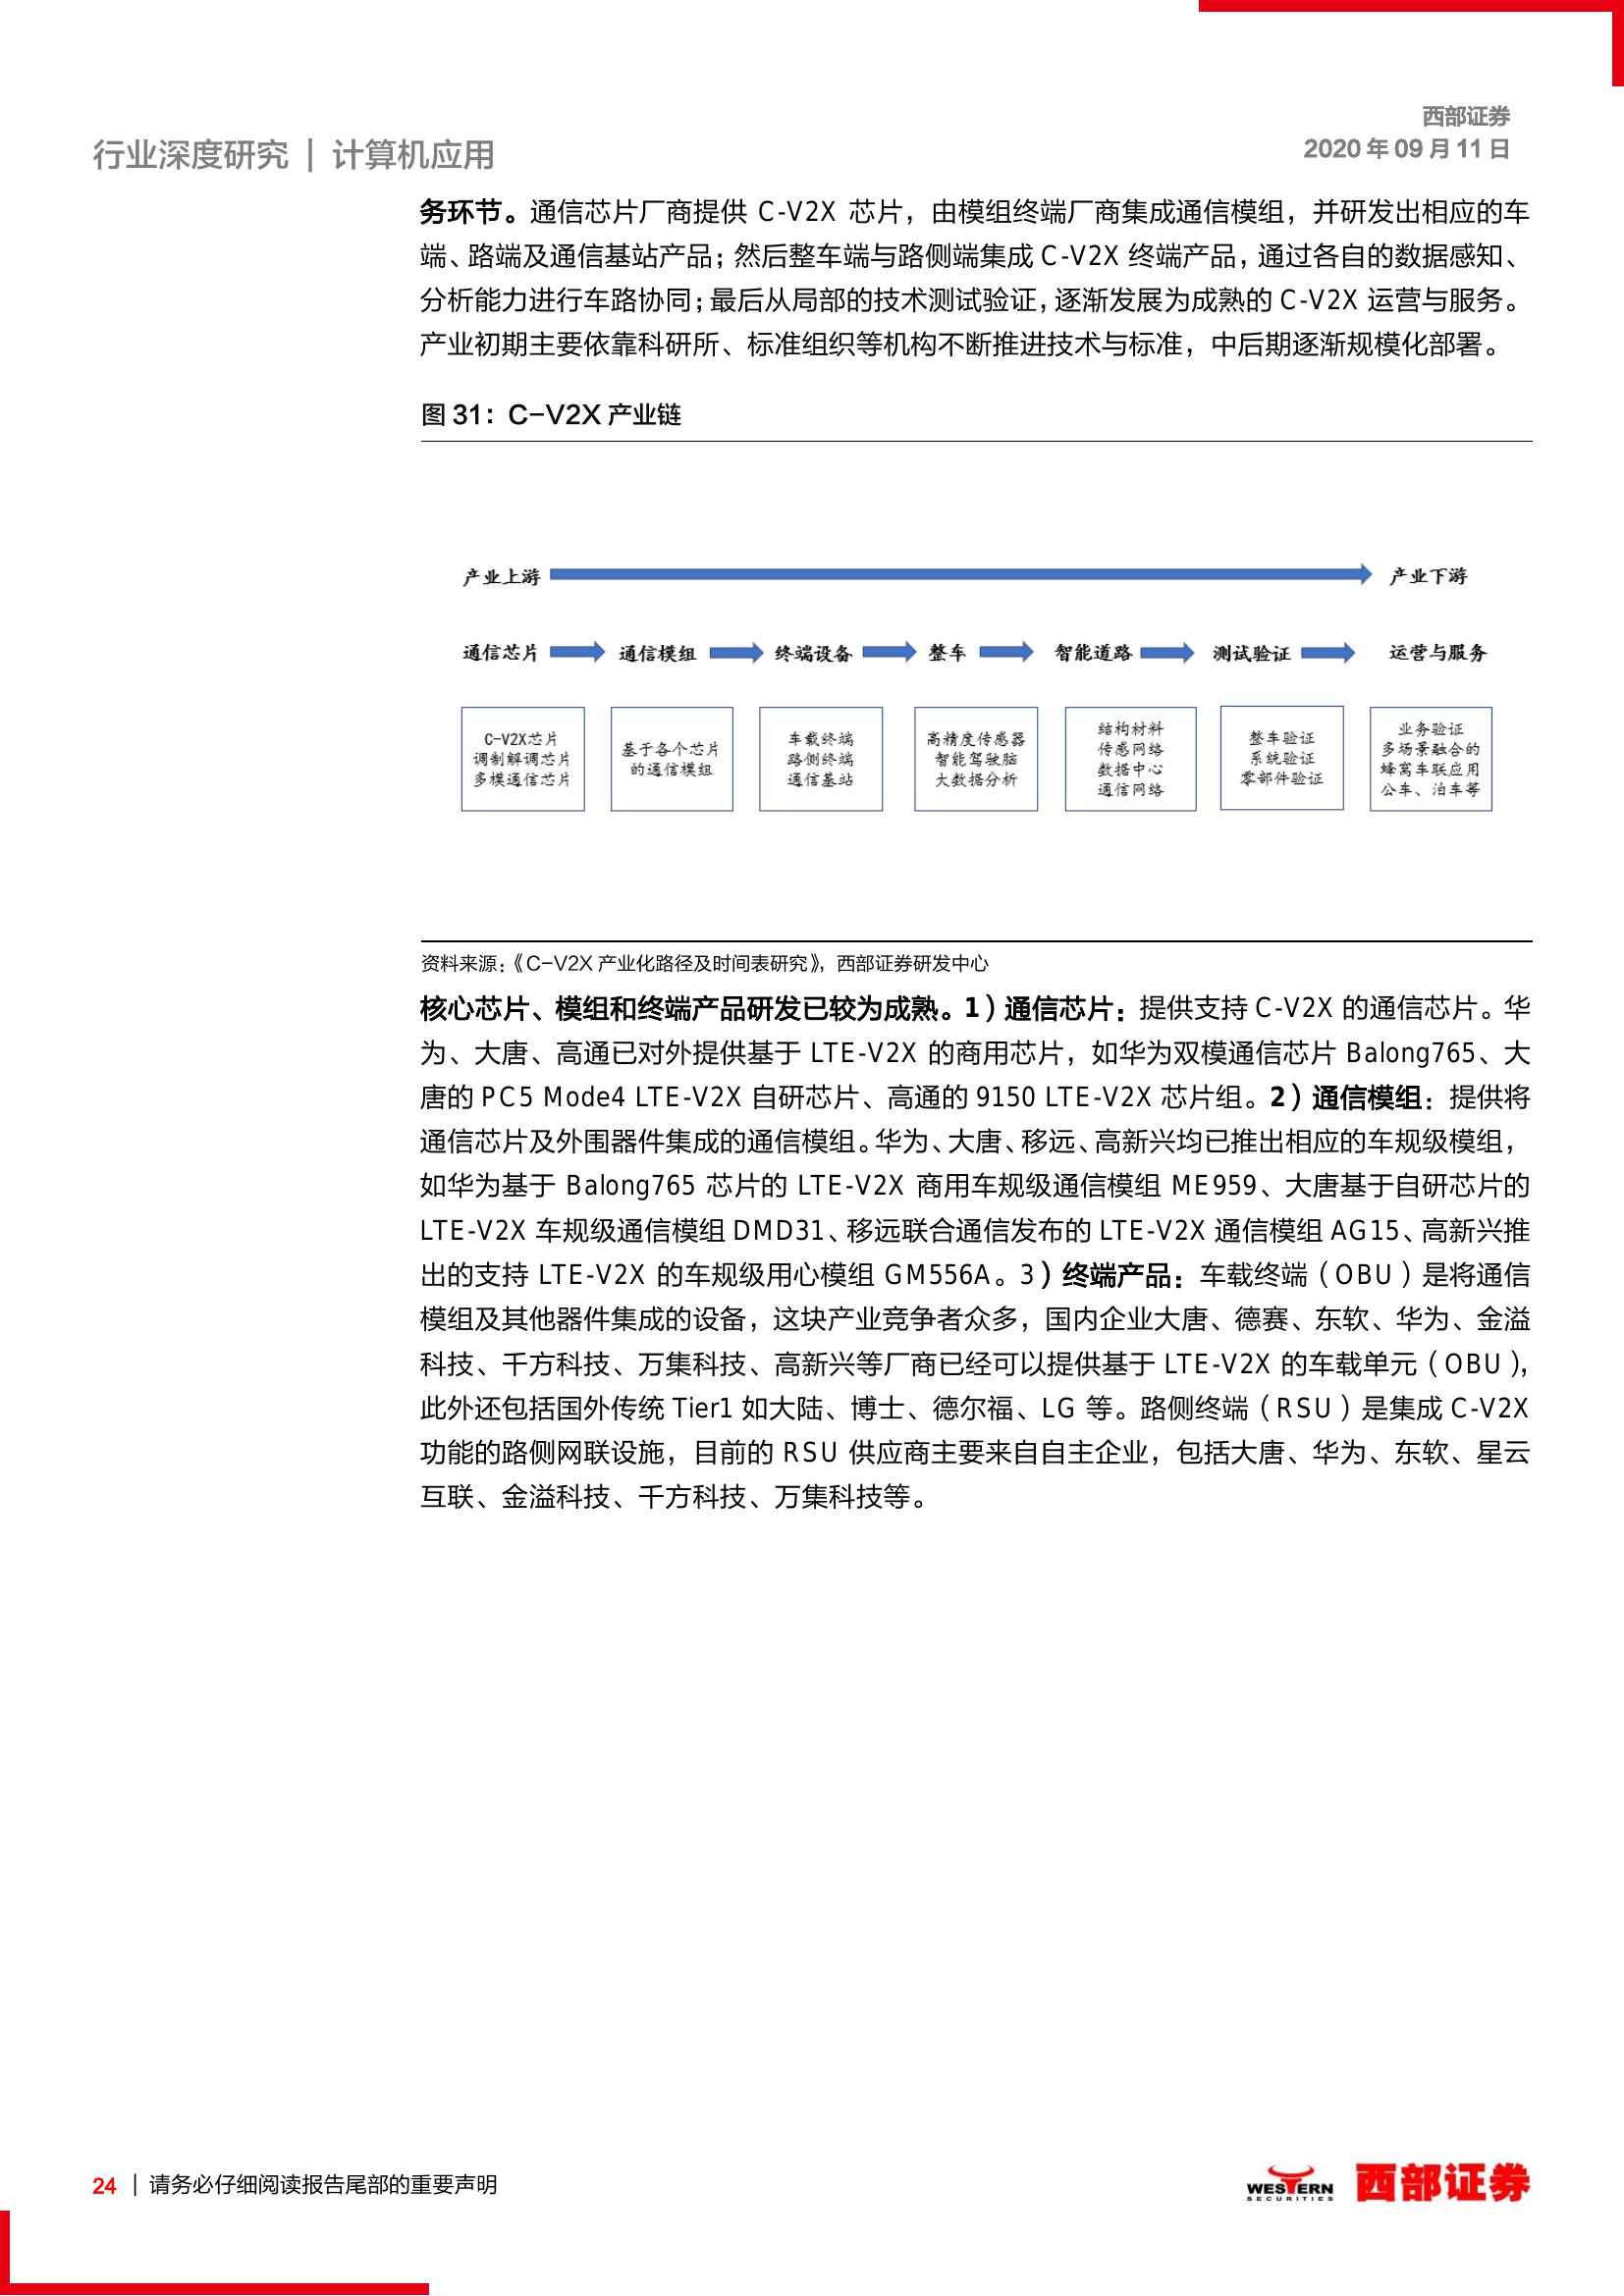 西部证券
行业深度研究 | 计算机应用
2020 年 09 月 11 日
务环节。通信芯片厂商提供 C-V2X 芯片，由模组终端厂商集成通信模组，并研发出相应的车
端、路端及通信基站产品；然后整车端与路侧端集成 C-V2X 终端产品，通过各自的数据感知、
分析能力进行车路协同；最后从局部的技术测试验证，逐渐发展为成熟的 C-V2X 运营与服务。
产业初期主要依靠科研所、标准组织等机构不断推进技术与标准，中后期逐渐规模化部署。
图 31：C-V2X 产业链
产业上游 产业下游
通信芯片 通信模组 终端设备 整车 智能道路 测试验证 运营与服务
C-V2X芯片
调制解调芯片
多模通信芯片
基于各个芯片
的通信模组
车载终端
路侧终端
通信基站
高精度传感器
智能驾驶脑
大数据分析
结构材料
传感网络
数据中心
通信网络
整车验证
系统验证
零部件验证
业务验证
多场景融合的
蜂窝车联应用
公车、泊车等
资料来源：《C-V2X 产业化路径及时间表研究》，西部证券研发中心
核心芯片、模组和终端产品研发已较为成熟。1）通信芯片：提供支持 C-V2X 的通信芯片。华
为、大唐、高通已对外提供基于 LTE-V2X 的商用芯片，如华为双模通信芯片 Balong765、大
唐的 PC5 Mode4 LTE-V2X 自研芯片、高通的 9150 LTE-V2X 芯片组。2）通信模组：提供将
通信芯片及外围器件集成的通信模组。华为、大唐、移远、高新兴均已推出相应的车规级模组，
如华为基于 Balong765 芯片的 LTE-V2X 商用车规级通信模组 ME959、大唐基于自研芯片的
LTE-V2X 车规级通信模组 DMD31、移远联合通信发布的 LTE-V2X 通信模组 AG15、高新兴推
出的支持 LTE-V2X 的车规级用心模组 GM556A。3）终端产品：车载终端（OBU）是将通信
模组及其他器件集成的设备，这块产业竞争者众多，国内企业大唐、德赛、东软、华为、金溢
科技、千方科技、万集科技、高新兴等厂商已经可以提供基于 LTE-V2X 的车载单元（OBU），
此外还包括国外传统 Tier1 如大陆、博士、德尔福、LG 等。路侧终端（RSU）是集成 C-V2X
功能的路侧网联设施，目前的 RSU 供应商主要来自自主企业，包括大唐、华为、东软、星云
互联、金溢科技、千方科技、万集科技等。
24 | 请务必仔细阅读报告尾部的重要声明
WESTERN
SECURITIES
西部证券